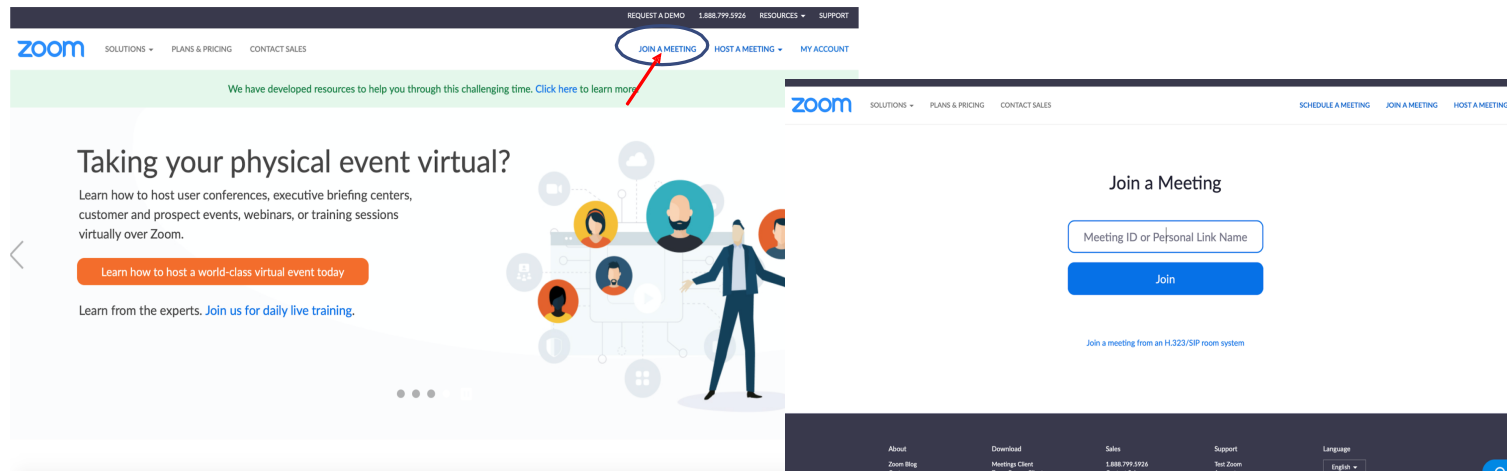 REQUEST A DEMO 1.888.799.5926 RESOURCES SUPPORT
zoom SOLUTIONS PLANS & PRICING CONTACT SALES JOIN A MEETING HOST A MEETING MY ACCOUNT
We have developed resources to help you through this challenging time. Click here to learn more
Taking your physical event virtual?
Learn how to host user conferences, executive briefing centers,
customer and prospect events, webinars, or training sessions
virtually over Zoom.
Learn how to host a world-class virtual event today
Learn from the experts. Join us for daily live training.
zoom SOLUTIONS PLANS & PRICING CONTACT SALES SCHEDULE A MEETING JOIN A MEETING HOST A MEETING
Join a Meeting
Meeting ID or Personal Link Name
Join
Join a meeting from an H.323/SIP room system
About Download Sales Support Language
Zoom Blog Meetings Client 1.888.799.5926 Test Zoom English